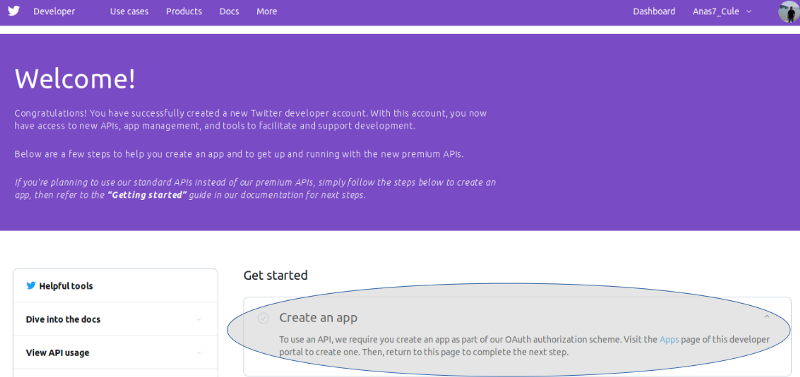 Developer Use cases Products Docs More Dashboard Anas7_Cule
Welcome!
Congratulations! You have successfully created a new Twitter developer account. With this account, you now
have access to new APIs, app management, and tools to facilitate and support development.
Below are a few steps to help you create an app and to get up and running with the new premium APIs.
If you're planning to use our standard APIs instead of our premium APIs, simply follow the steps below to create an
app, then refer to the "Getting started" guide in our documentation for next steps.
Helpful tools
Dive into the docs
View API usage
Get started
Create an app
To use an API, we require you create an app as part of our OAuth authorization scheme. Visit the Apps page of this developer
portal to create one. Then, return to this page to complete the next step.